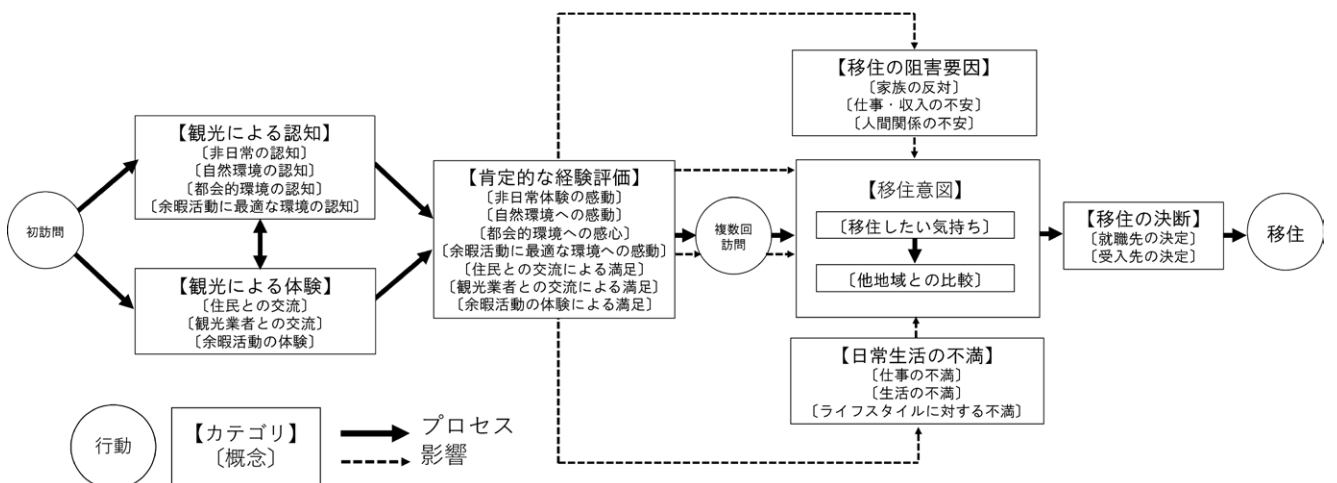 初訪問
【観光による認知】
〔非日常の認知〕
〔自然環境の認知〕
〔都会的環境の認知〕
〔余暇活動に最適な環境の認知〕
【観光による体験】
〔住民との交流〕
〔観光業者との交流〕
〔余暇活動の体験〕
【肯定的な経験評価】
〔非日常体験の感動〕
〔自然環境への感動〕
〔都会的環境への感心〕
〔余暇活動に最適な環境への感動〕
〔住民との交流による満足〕
〔観光業者との交流による満足〕
〔余暇活動の体験による満足〕
複数回
訪問
【移住の阻害要因】
〔家族の反対〕
〔仕事・収入の不安〕
〔人間関係の不安〕
【移住意図】
〔移住したい気持ち〕
〔他地域との比較〕
【日常生活の不満】
〔仕事の不満〕
〔生活の不満〕
〔ライフスタイルに対する不満〕
【移住の決断】
〔就職先の決定〕
〔受入先の決定〕
移住
行動
【カテゴリ】
〔概念〕
プロセス
影響